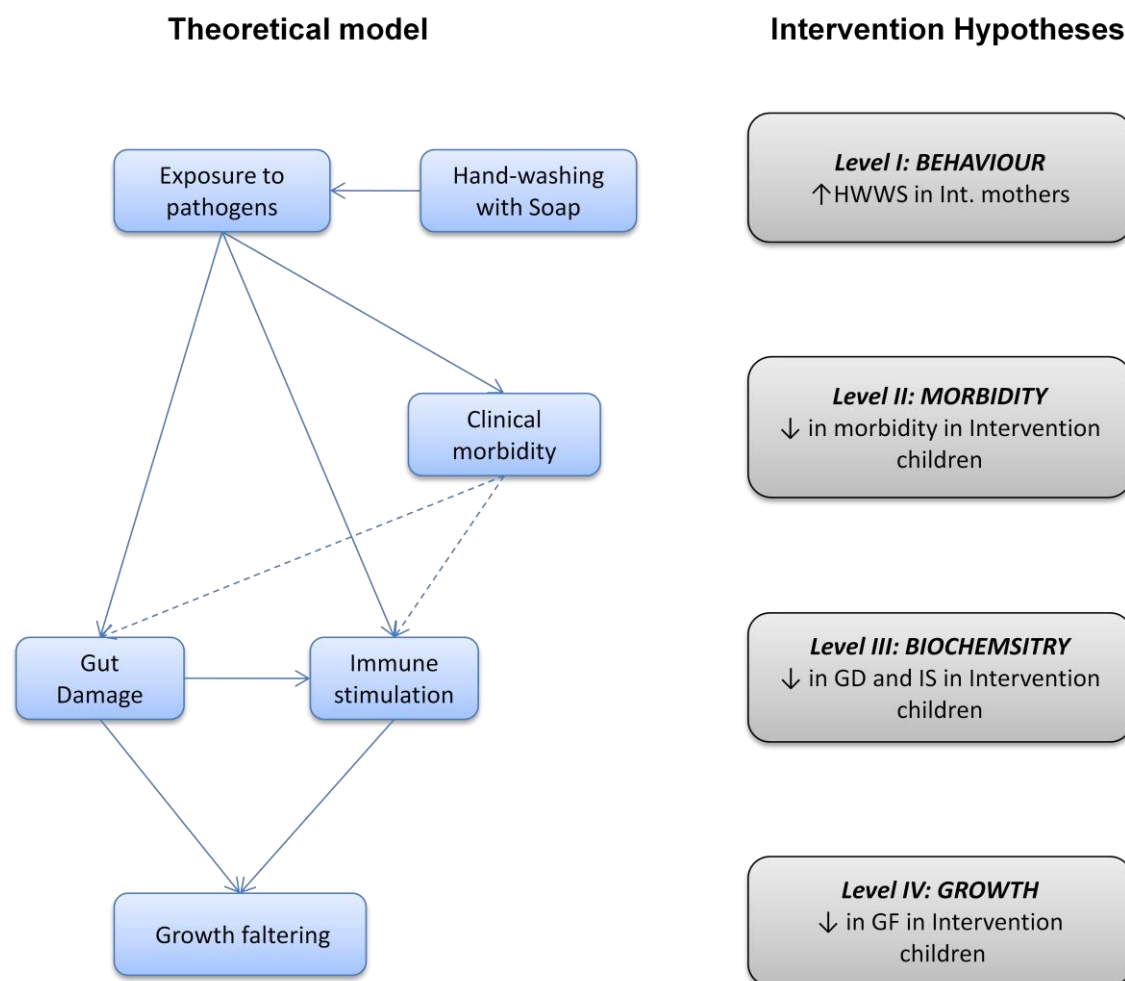 Theoretical model
Intervention Hypotheses
Exposure to
pathogens
Hand-washing
with Soap
Level I: BEHAVIOUR
↑HWWS in Int. mothers
Clinical
morbidity
Level II: MORBIDITY
↓ in morbidity in Intervention
children
Gut
Damage
Immune
stimulation
Level III: BIOCHEMSITRY
↓ in GD and IS in Intervention
children
Growth faltering
Level IV: GROWTH
↓ in GF in Intervention
children